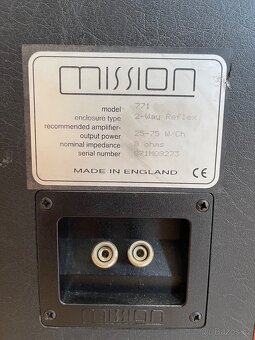 mission
model 771
enclosure type 2-Way Reflex
recommended amplifier-
output power 25-75 W/Ch
nominal impedance 8 ohms
serial number 071M08273
MADE IN ENGLAND CE
mission